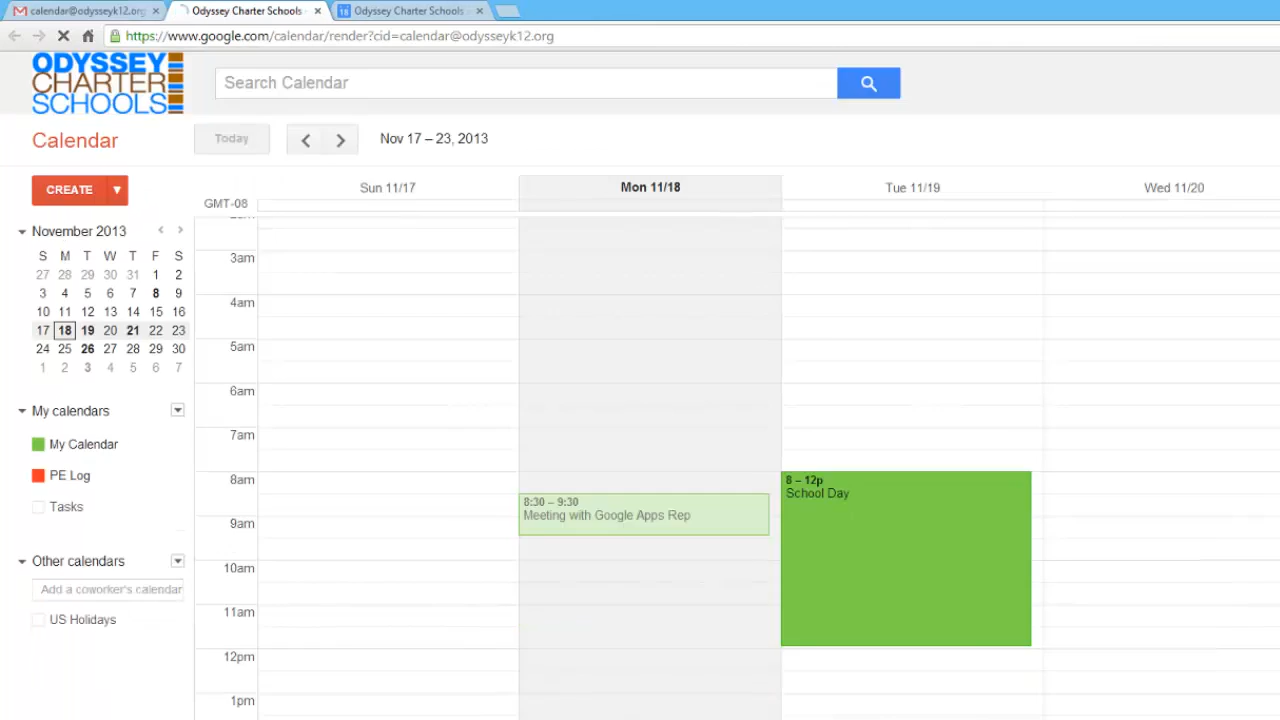 calendar@odysseyk12.org
Odyssey Charter Schools
18 Odyssey Charter Schools
https://www.google.com/calendar/render?cid=calendar@odysseyk12.org
ODYSSEY
CHARTER
SCHOOLS
Search Calendar
Calendar
Today
Nov 17 – 23, 2013
CREATE
Sun 11/17
Mon 11/18
Tue 11/19
Wed 11/20
GMT-08
November 2013
S M T W T F S
27 28 29 30 31 1 2
3 4 5 6 7 8 9
10 11 12 13 14 15 16
17 18 19 20 21 22 23
24 25 26 27 28 29 30
1 2 3 4 5 6 7
My calendars
My Calendar
PE Log
Tasks
Other calendars
Add a coworker's calendar
US Holidays
3am
4am
5am
6am
7am
8am
9am
10am
11am
12pm
1pm
8:30 – 9:30
Meeting with Google Apps Rep
8 – 12p
School Day